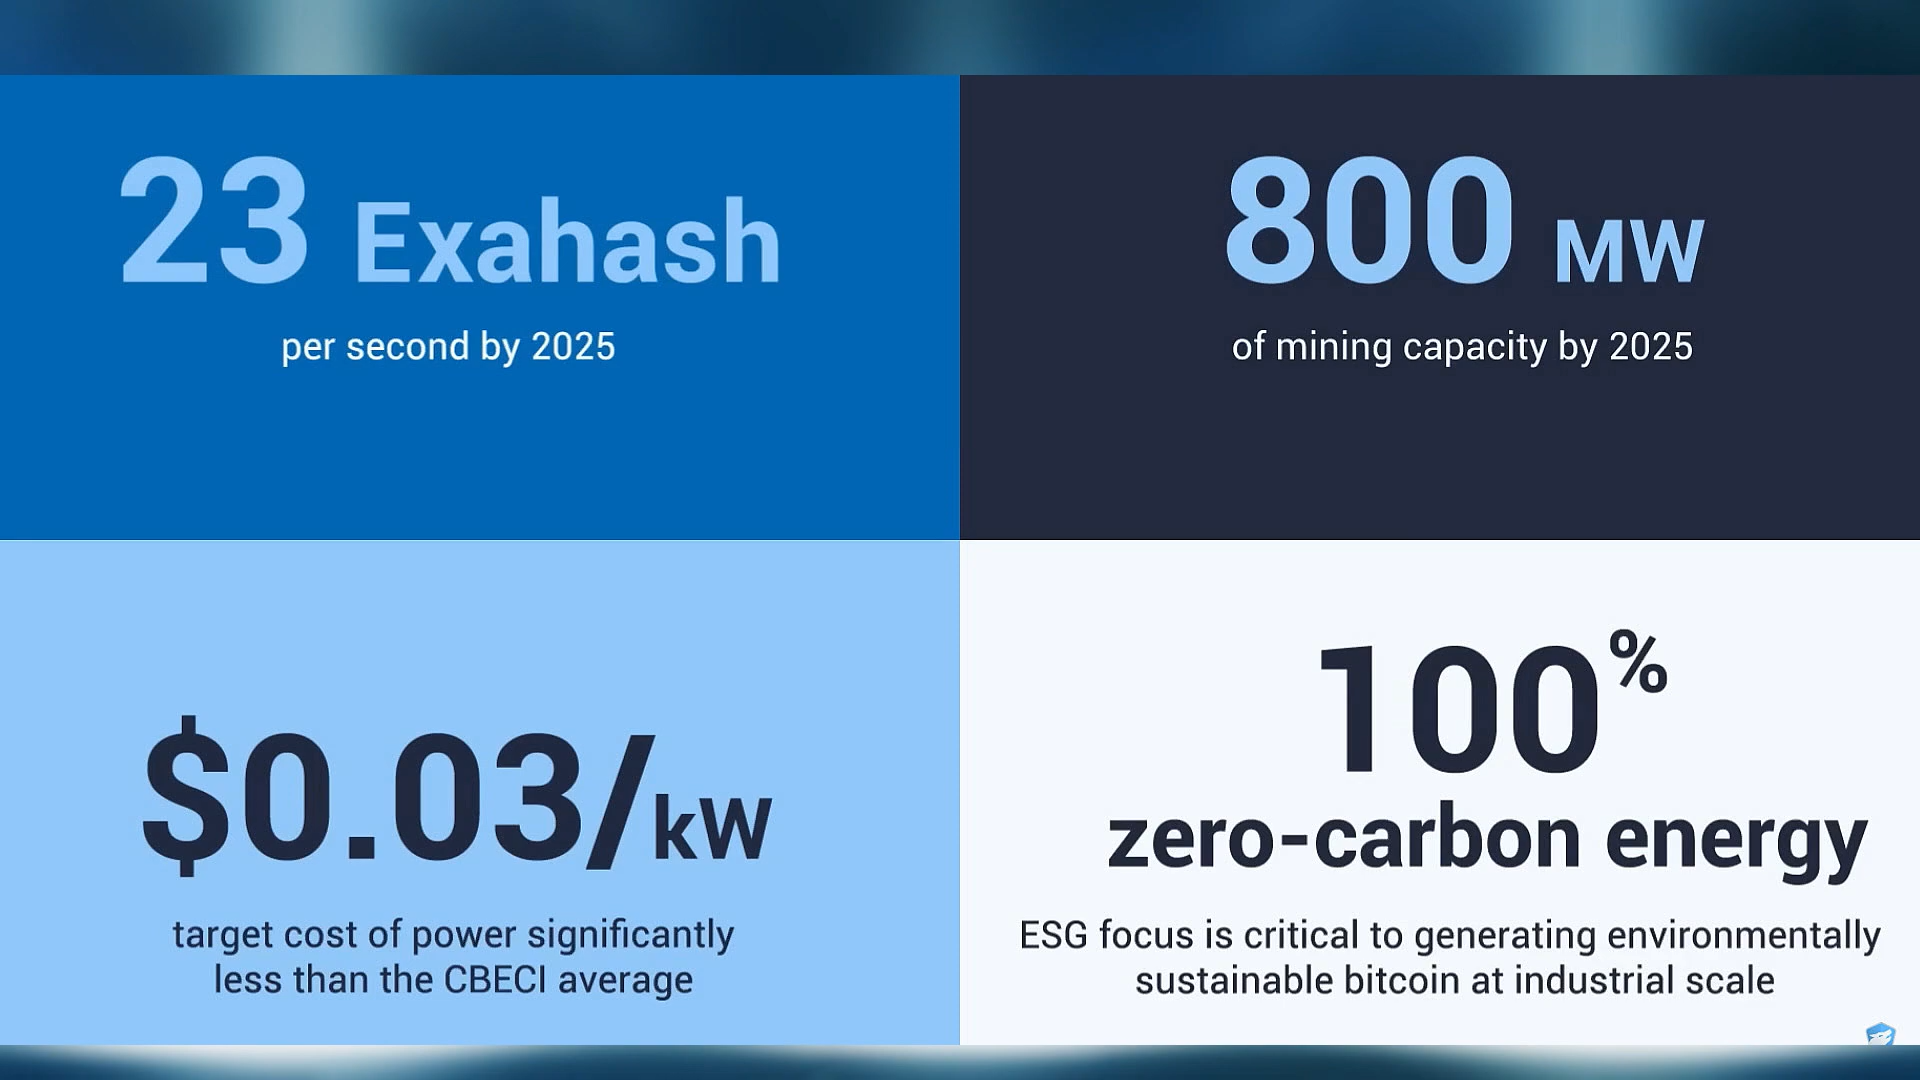 23 Exahash
per second by 2025
800 MW
of mining capacity by 2025
$0.03/kW
target cost of power significantly
less than the CBECI average
100%
zero-carbon energy
ESG focus is critical to generating environmentally
sustainable bitcoin at industrial scale